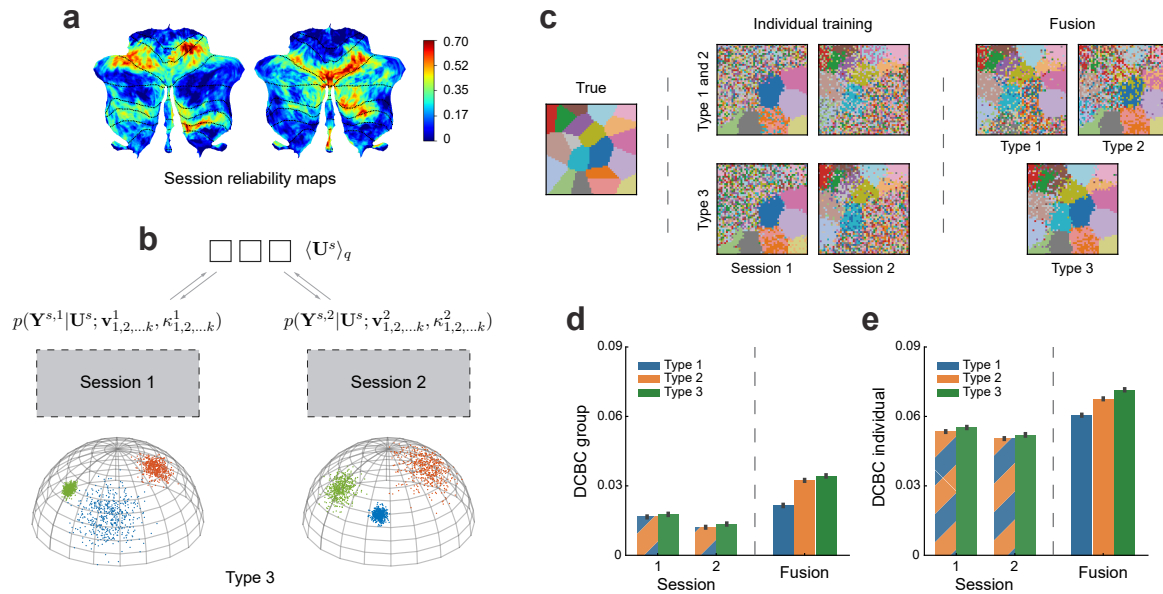 a
0.70
0.52
0.35
0.17
0
Session reliability maps
b
⟨U^s⟩_q
p(Y^{s,1}|U^s; v^1_{1,2,...k}, κ^1_{1,2,...k})
p(Y^{s,2}|U^s; v^2_{1,2,...k}, κ^2_{1,2,...k})
Session 1
Session 2
Type 3
c
Individual training
Fusion
True
Type 1 and 2
Type 1
Type 2
Type 3
Session 1
Session 2
Type 3
d
0.09
0.06
0.03
0
DCBC group
Type 1
Type 2
Type 3
1
2
Session
Fusion
e
0.09
0.06
0.03
0
DCBC individual
Type 1
Type 2
Type 3
1
2
Session
Fusion